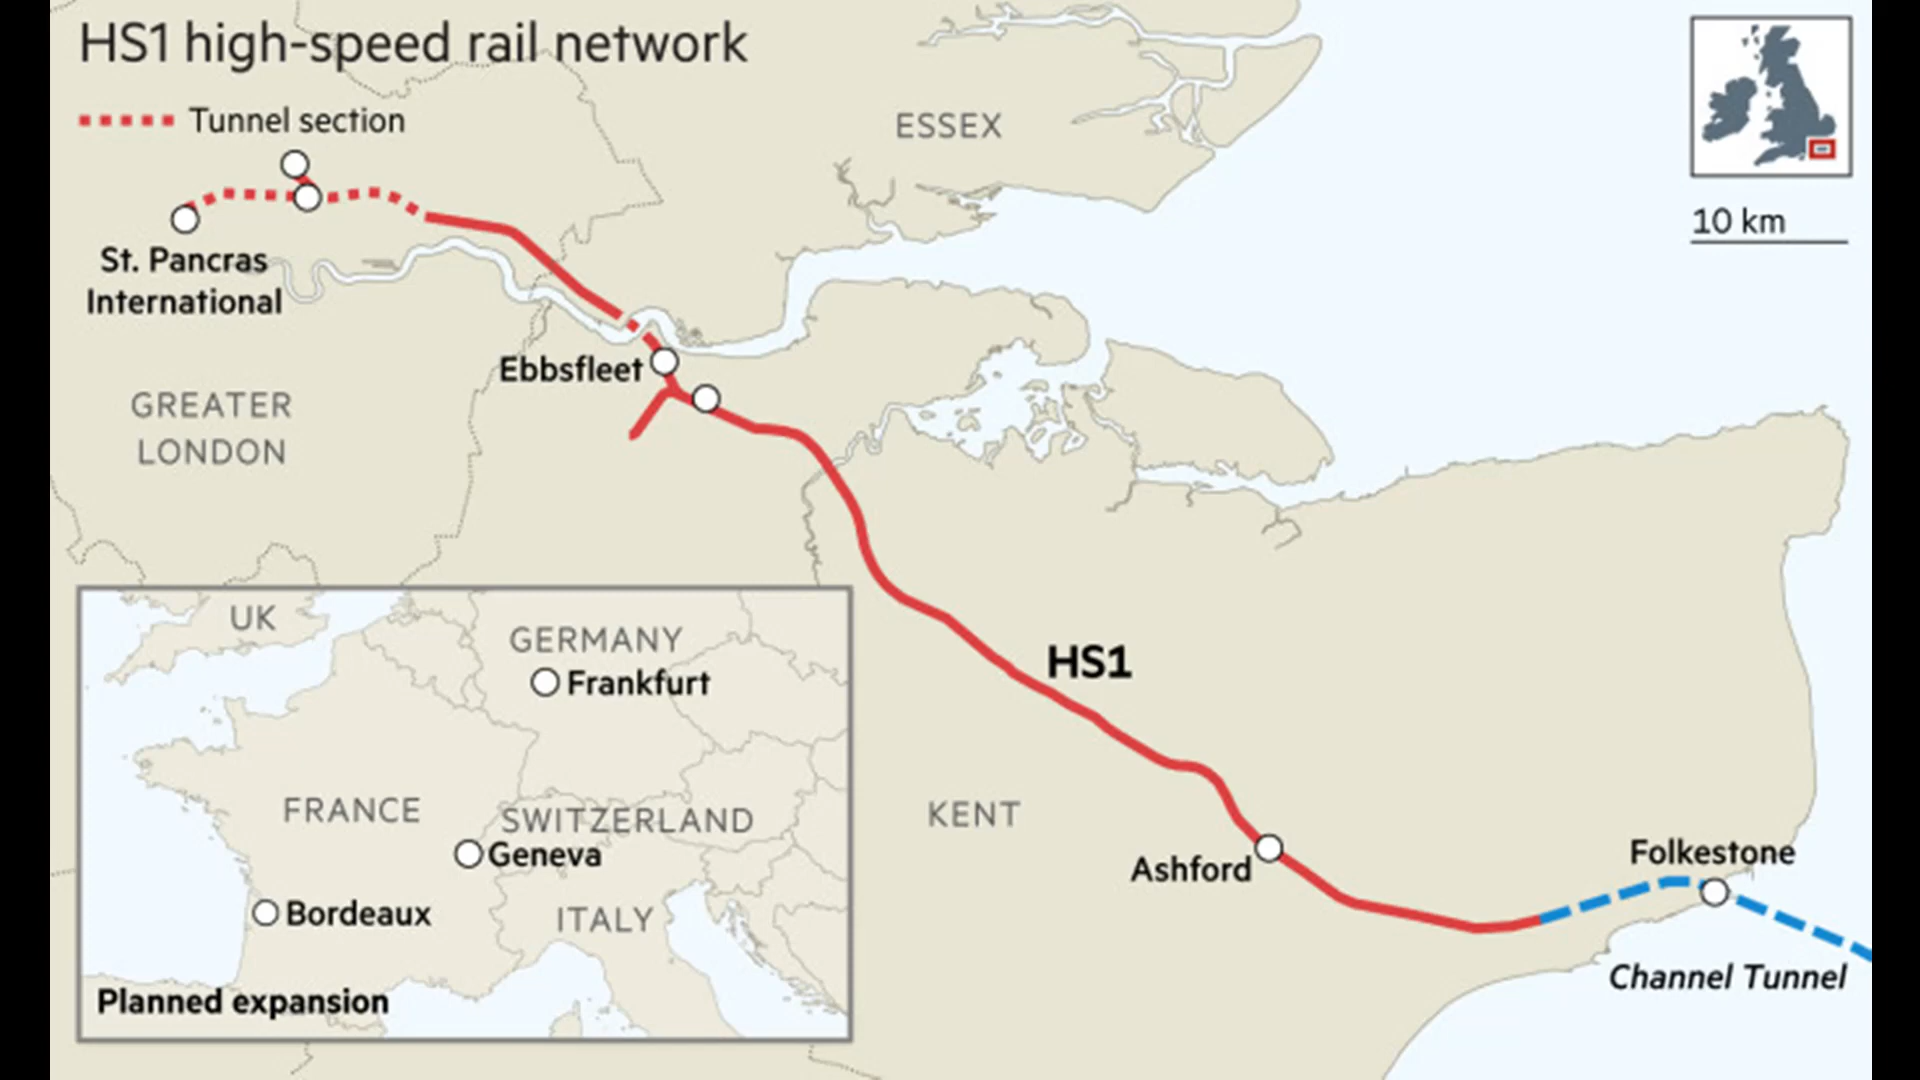 HS1 high-speed rail network
Tunnel section
ESSEX
10 km
St. Pancras
International
Ebbsfleet
GREATER
LONDON
UK
GERMANY
Frankfurt
HS1
FRANCE
SWITZERLAND
Geneva
KENT
Ashford
Folkestone
Bordeaux
ITALY
Channel Tunnel
Planned expansion